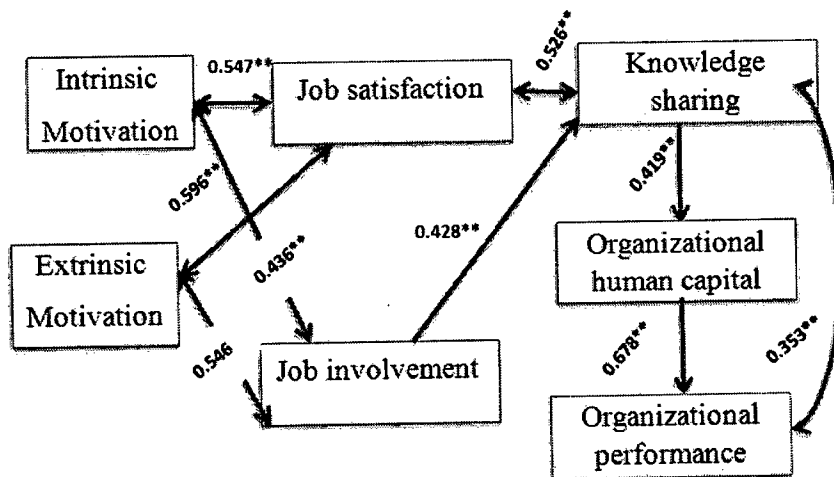 Intrinsic
Motivation
0.547**
Job satisfaction
0.526**
Knowledge
sharing
0.596**
0.419**
0.428**
Extrinsic
Motivation
0.436**
Organizational
human capital
0.546
Job involvement
0.678**
0.353**
Organizational
performance